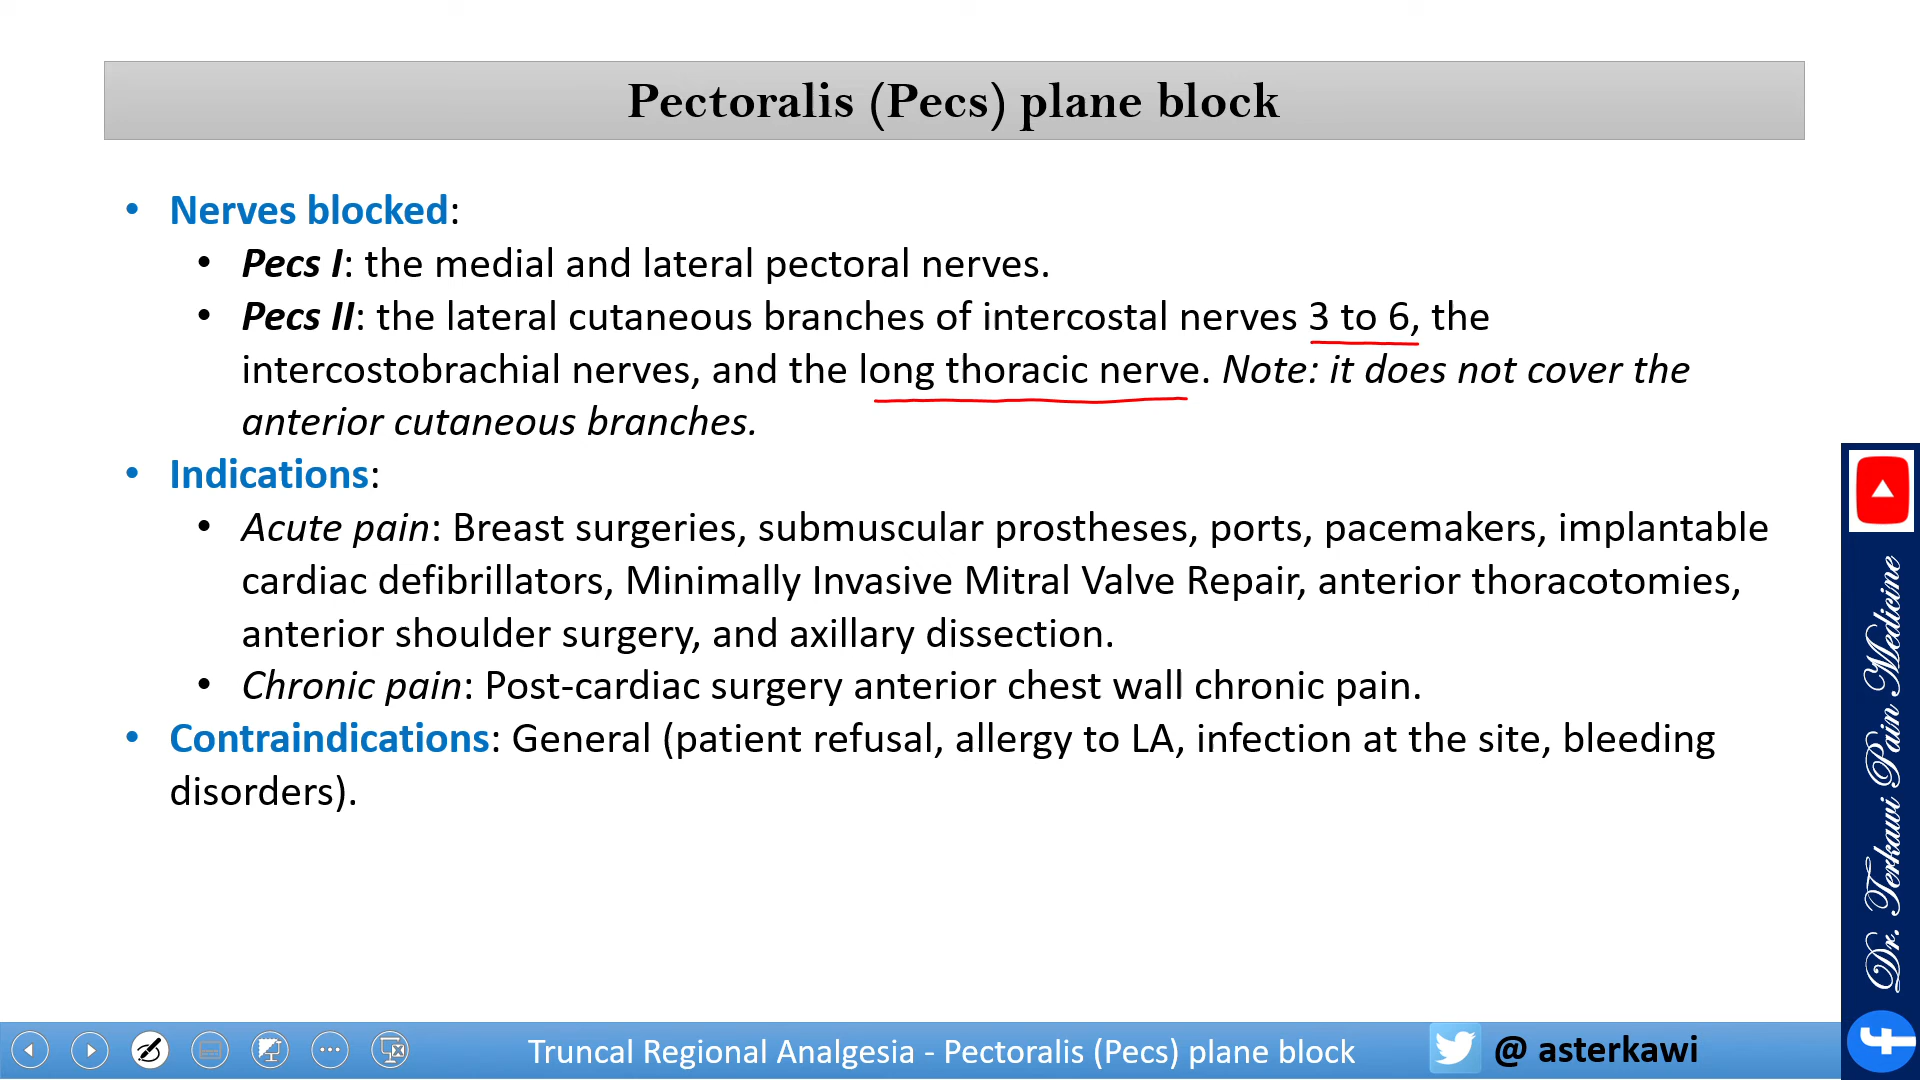 Pectoralis (Pecs) plane block
• Nerves blocked:
• Pecs I: the medial and lateral pectoral nerves.
• Pecs II: the lateral cutaneous branches of intercostal nerves 3 to 6, the
intercostobrachial nerves, and the long thoracic nerve. Note: it does not cover the
anterior cutaneous branches.
• Indications:
• Acute pain: Breast surgeries, submuscular prostheses, ports, pacemakers, implantable
cardiac defibrillators, Minimally Invasive Mitral Valve Repair, anterior thoracotomies,
anterior shoulder surgery, and axillary dissection.
• Chronic pain: Post-cardiac surgery anterior chest wall chronic pain.
• Contraindications: General (patient refusal, allergy to LA, infection at the site, bleeding
disorders).
Dr. Terkawi Pain Medicine
Truncal Regional Analgesia - Pectoralis (Pecs) plane block
@ asterkawi